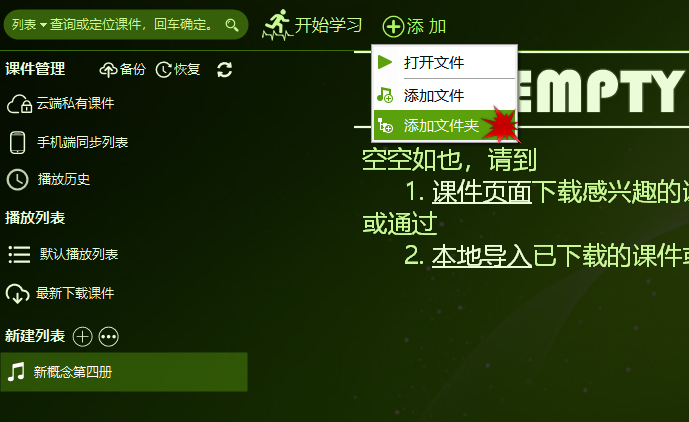 列表 查询或定位课件，回车确定。
开始学习
添 加
课件管理
备份
恢复
云端私有课件
手机端同步列表
播放历史
播放列表
默认播放列表
最新下载课件
新建列表
新概念第四册
打开文件
添加文件
添加文件夹
EMPTY
空空如也，请到
1. 课件页面下载感兴趣的
或通过
2. 本地导入已下载的课件或